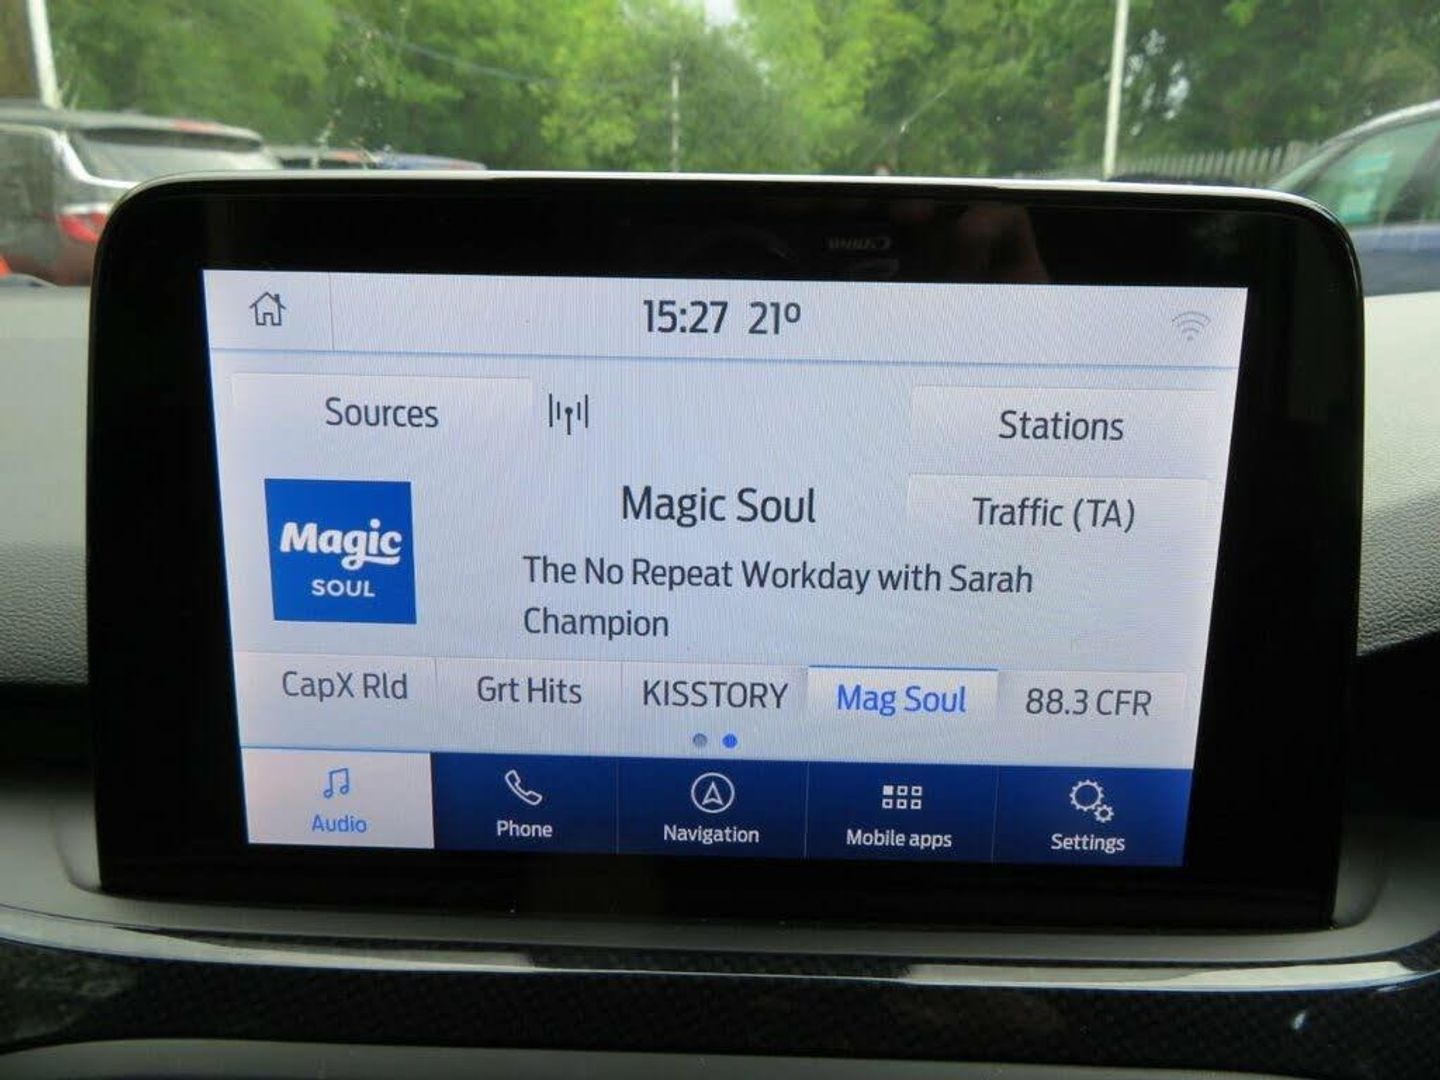 15:27 21º
Sources
Stations
Magic
SOUL
Magic Soul
Traffic (TA)
The No Repeat Workday with Sarah
Champion
CapX Rld
Grt Hits
KISSTORY
Mag Soul
88.3 CFR
Audio
Phone
Navigation
Mobile apps
Settings